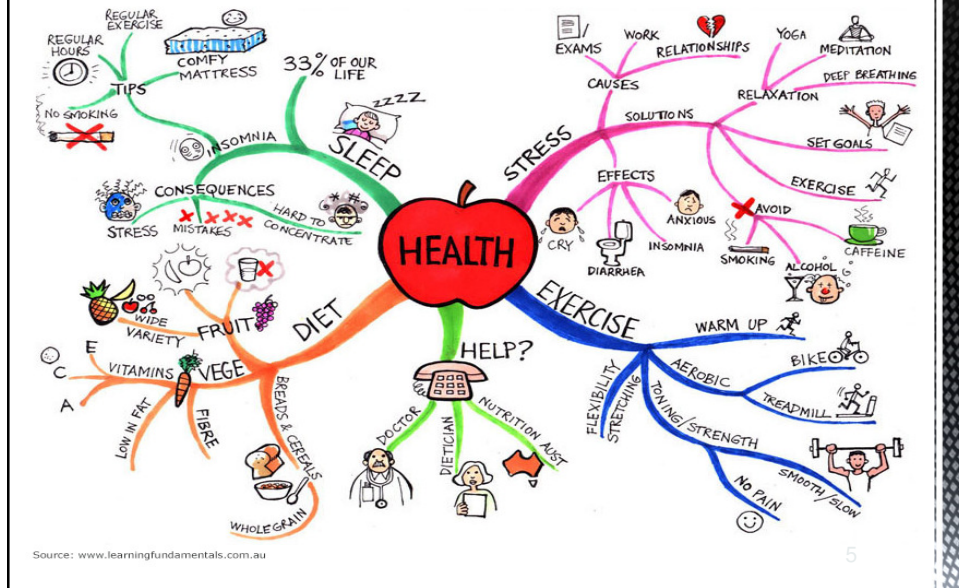 HEALTH
SLEEP
33% OF OUR
LIFE
ZZZZ
INSOMNIA
TIPS
REGULAR
EXERCISE
REGULAR
HOURS
COMFY
MATTRESS
NO SMOKING
CONSEQUENCES
STRESS
MISTAKES
HARD TO
CONCENTRATE
STRESS
CAUSES
EXAMS
WORK
RELATIONSHIPS
SOLUTIONS
RELAXATION
YOGA
MEDITATION
DEEP BREATHING
SET GOALS
EXERCISE
AVOID
SMOKING
ALCOHOL
CAFFEINE
EFFECTS
CRY
DIARRHEA
INSOMNIA
ANXIOUS
EXERCISE
WARM UP
AEROBIC
BIKE
TREADMILL
TONING/STRENGTH
SMOOTH/SLOW
NO PAIN
FLEXIBILITY
STRETCHING
HELP?
DOCTOR
DIETICIAN
NUTRITION AUST
DIET
FRUIT
WIDE
VARIETY
VEGE
VITAMINS
E
C
A
LOW IN FAT
FIBRE
BREADS & CEREALS
WHOLEGRAIN
Source: www.learningfundamentals.com.au
5